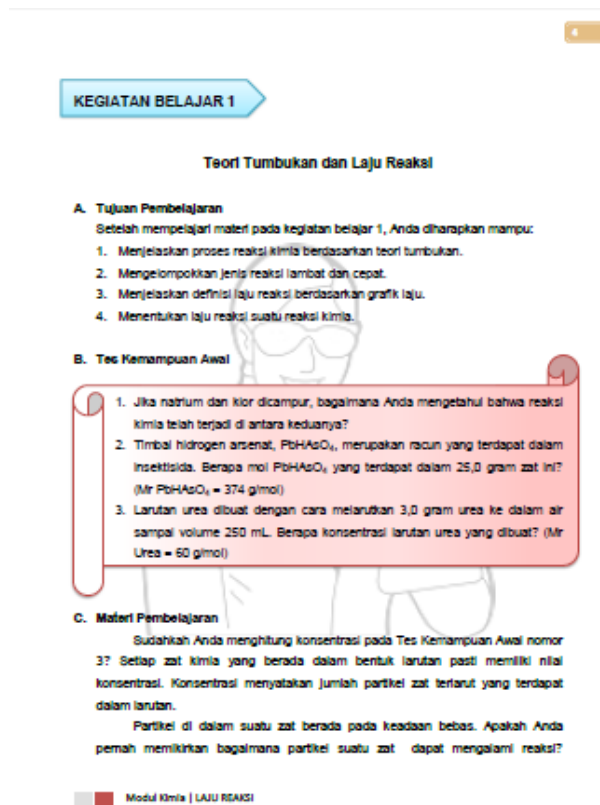 4
KEGIATAN BELAJAR 1
Teori Tumbukan dan Laju Reaksi
A. Tujuan Pembelajaran
Setelah mempelajari materi pada kegiatan belajar 1, Anda diharapkan mampu:
1. Menjelaskan proses reaksi kimia berdasarkan teori tumbukan.
2. Mengelompokkan jenis reaksi lambat dan cepat.
3. Menjelaskan definisi laju reaksi berdasarkan grafik laju.
4. Menentukan laju reaksi suatu reaksi kimia.
B. Tes Kemampuan Awal
1. Jika natrium dan klor dicampur, bagaimana Anda mengetahui bahwa reaksi
kimia telah terjadi di antara keduanya?
2. Timbal hidrogen arsenat, PbHAsO₄, merupakan racun yang terdapat dalam
insektisida. Berapa mol PbHAsO₄ yang terdapat dalam 25,0 gram zat ini?
(Mr PbHAsO₄ = 374 g/mol)
3. Larutan urea dibuat dengan cara melarutkan 3,0 gram urea ke dalam air
sampai volume 250 mL. Berapa konsentrasi larutan urea yang dibuat? (Mr
Urea = 60 g/mol)
C. Materi Pembelajaran
Sudahkah Anda menghitung konsentrasi pada Tes Kemampuan Awal nomor
3? Setiap zat kimia yang berada dalam bentuk larutan pasti memiliki nilai
konsentrasi. Konsentrasi menyatakan jumlah partikel zat terlarut yang terdapat
dalam larutan.
Partikel di dalam suatu zat berada pada keadaan bebas. Apakah Anda
pernah memikirkan bagaimana partikel suatu zat dapat mengalami reaksi?
Modul Kimia | LAJU REAKSI